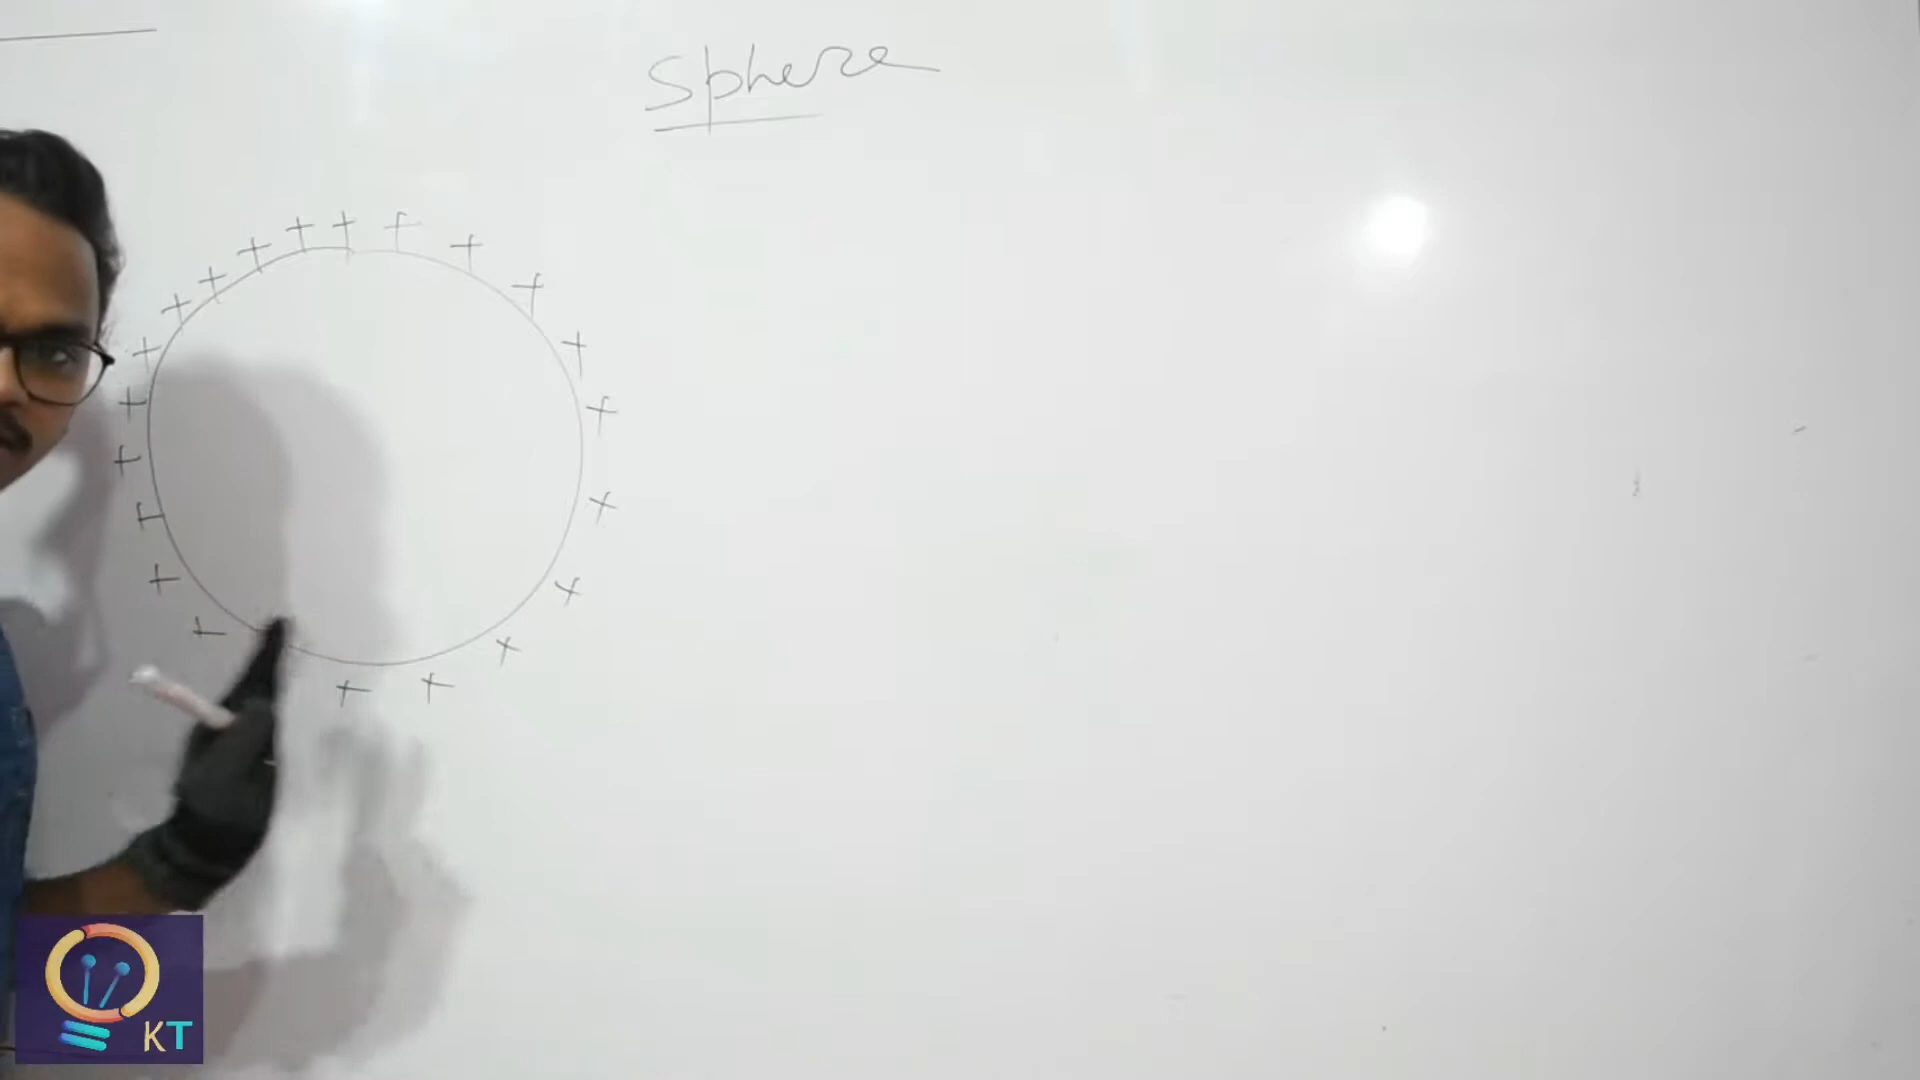 Sphere
+ + + + + + + + + + + + + + + + + + + + + +
KT